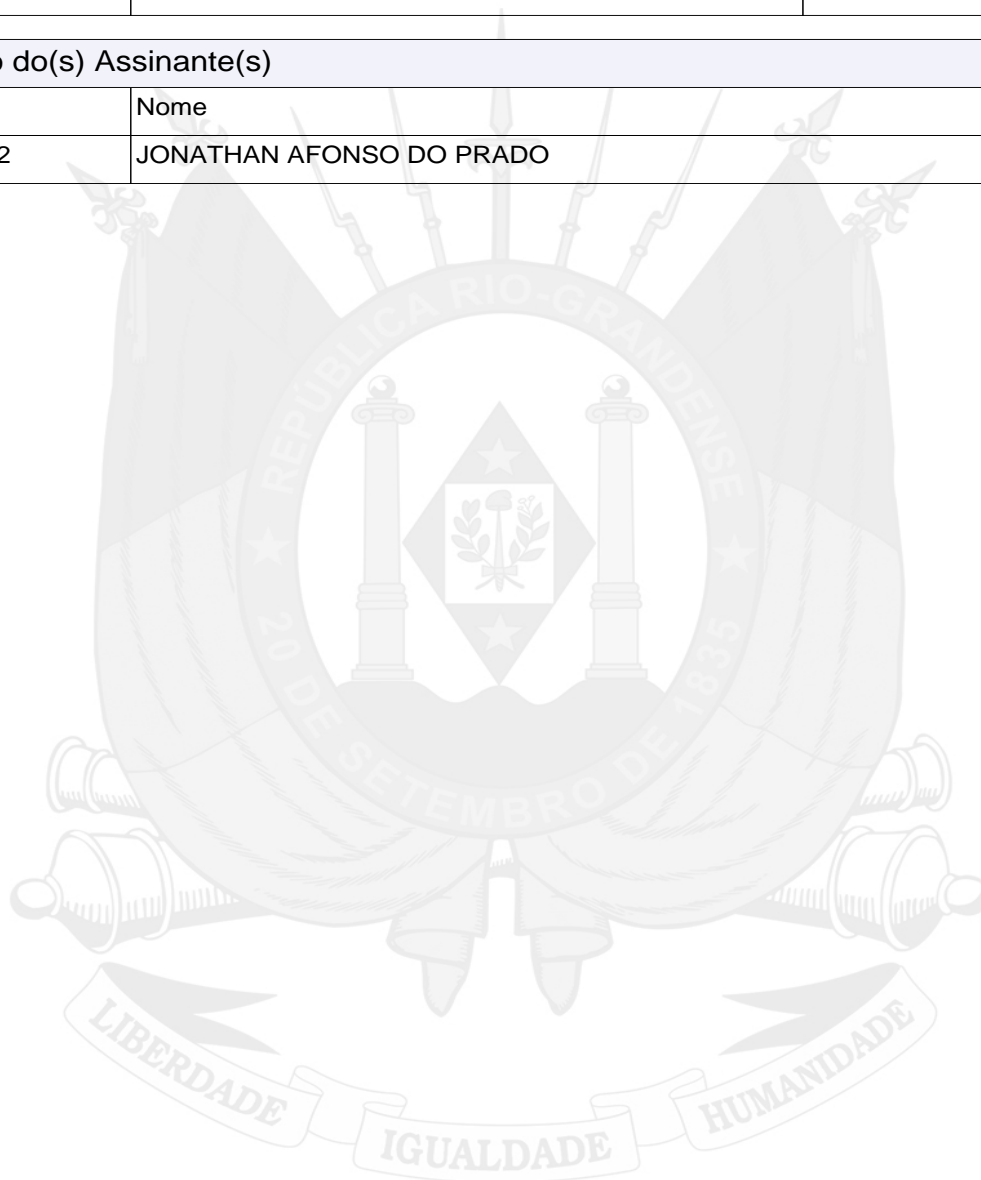 o do(s) Assinante(s)
Nome
2 JONATHAN AFONSO DO PRADO
REPÚBLICA RIO-GRANDENSE
★ 20 DE SETEMBRO DE 1835 ★
LIBERDADE IGUALDADE HUMANIDADE